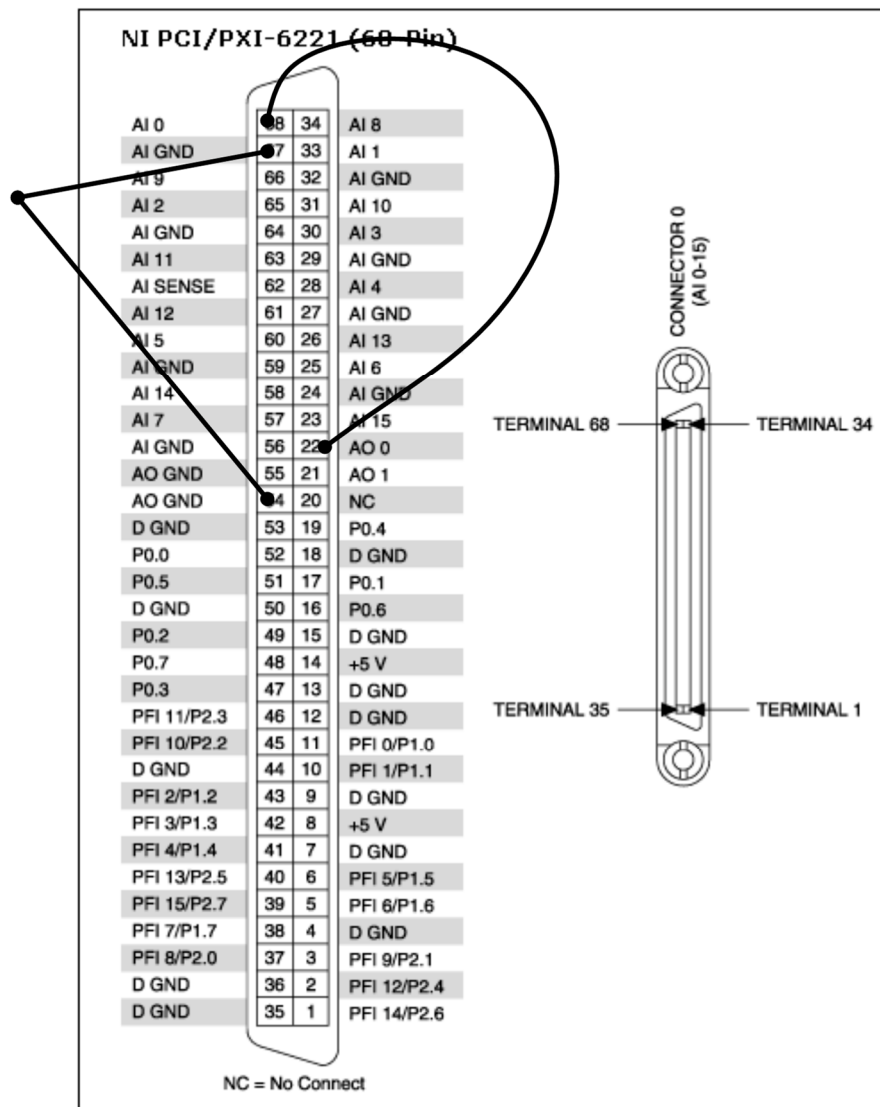 NI PCI/PXI-6221 (68-Pin)
AI 0 68 34 AI 8
AI GND 67 33 AI 1
AI 9 66 32 AI GND
AI 2 65 31 AI 10
AI GND 64 30 AI 3
AI 11 63 29 AI GND
AI SENSE 62 28 AI 4
AI 12 61 27 AI GND
AI 5 60 26 AI 13
AI GND 59 25 AI 6
AI 14 58 24 AI GND
AI 7 57 23 AI 15
AI GND 56 22 AO 0
AO GND 55 21 AO 1
AO GND 54 20 NC
D GND 53 19 P0.4
P0.0 52 18 D GND
P0.5 51 17 P0.1
D GND 50 16 P0.6
P0.2 49 15 D GND
P0.7 48 14 +5 V
P0.3 47 13 D GND
PFI 11/P2.3 46 12 D GND
PFI 10/P2.2 45 11 PFI 0/P1.0
D GND 44 10 PFI 1/P1.1
PFI 2/P1.2 43 9 D GND
PFI 3/P1.3 42 8 +5 V
PFI 4/P1.4 41 7 D GND
PFI 13/P2.5 40 6 PFI 5/P1.5
PFI 15/P2.7 39 5 PFI 6/P1.6
PFI 7/P1.7 38 4 D GND
PFI 8/P2.0 37 3 PFI 9/P2.1
D GND 36 2 PFI 12/P2.4
D GND 35 1 PFI 14/P2.6
NC = No Connect
CONNECTOR 0
(AI 0-15)
TERMINAL 68 TERMINAL 34
TERMINAL 35 TERMINAL 1